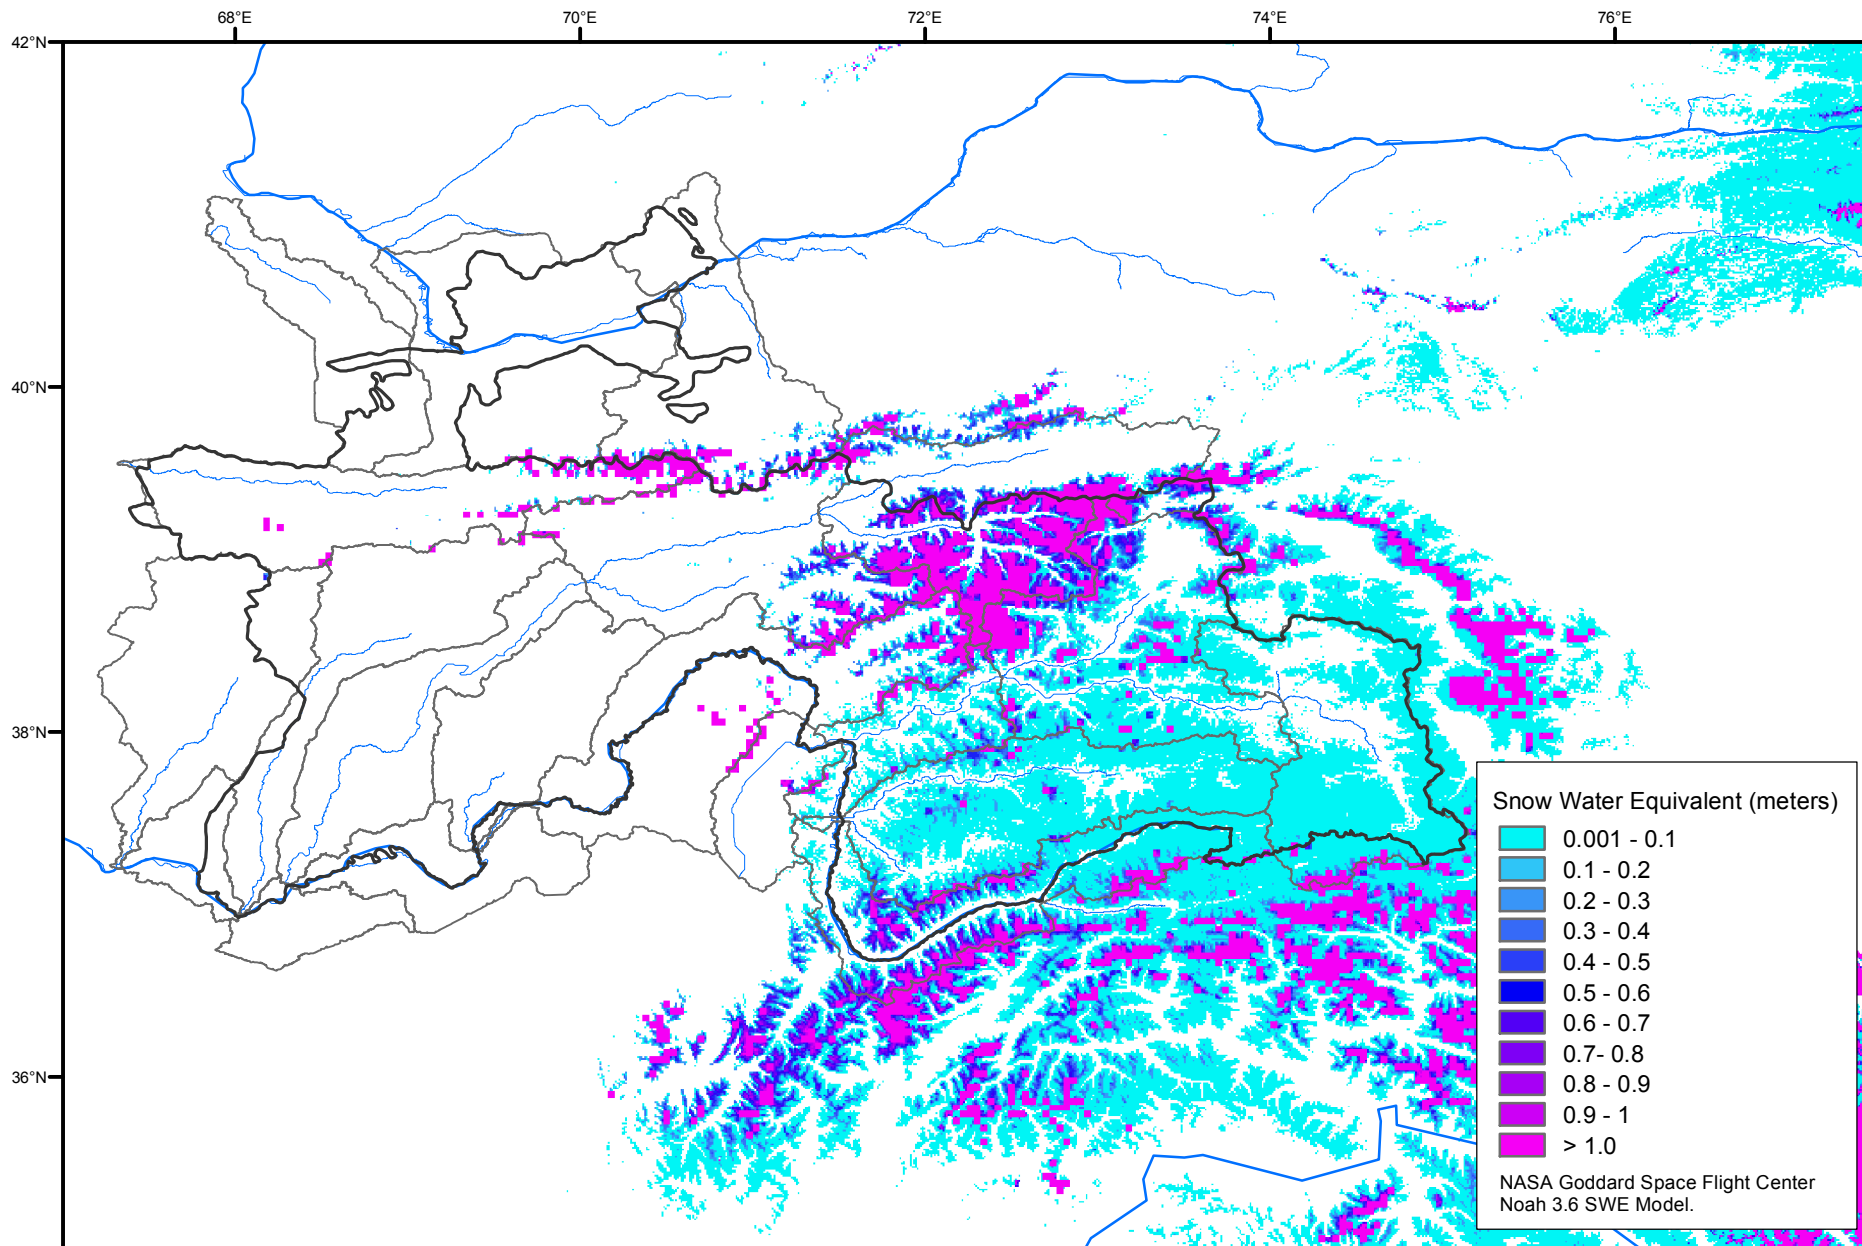 68°E
70°E
72°E
74°E
76°E
42°N
40°N
38°N
36°N
Snow Water Equivalent (meters)
0.001 - 0.1
0.1 - 0.2
0.2 - 0.3
0.3 - 0.4
0.4 - 0.5
0.5 - 0.6
0.6 - 0.7
0.7- 0.8
0.8 - 0.9
0.9 - 1
> 1.0
NASA Goddard Space Flight Center
Noah 3.6 SWE Model.